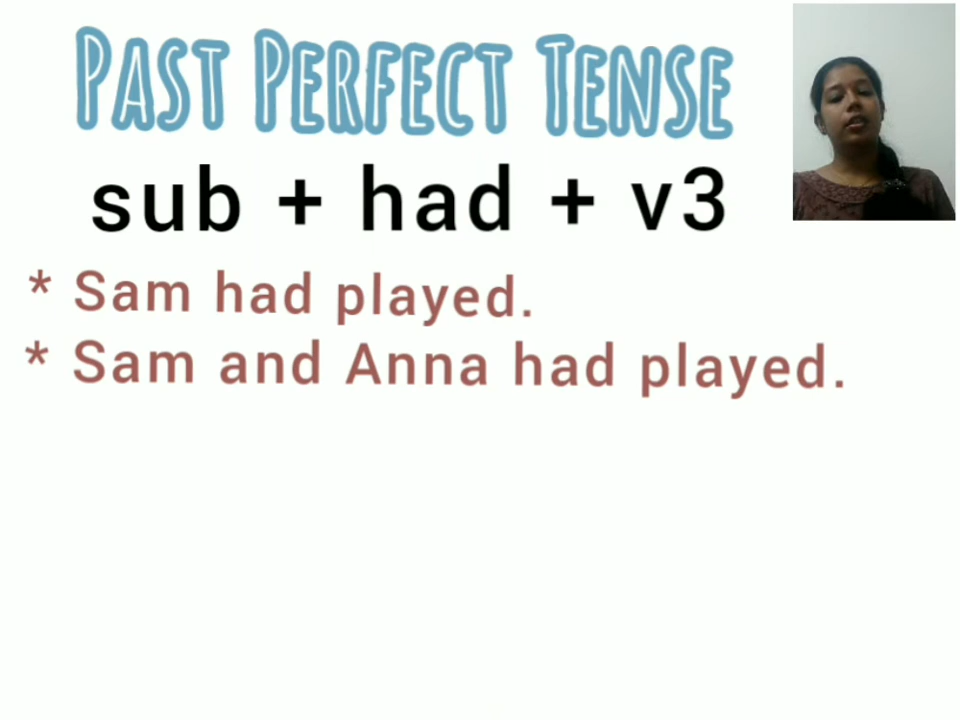 PAST PERFECT TENSE
sub + had + v3
* Sam had played.
* Sam and Anna had played.